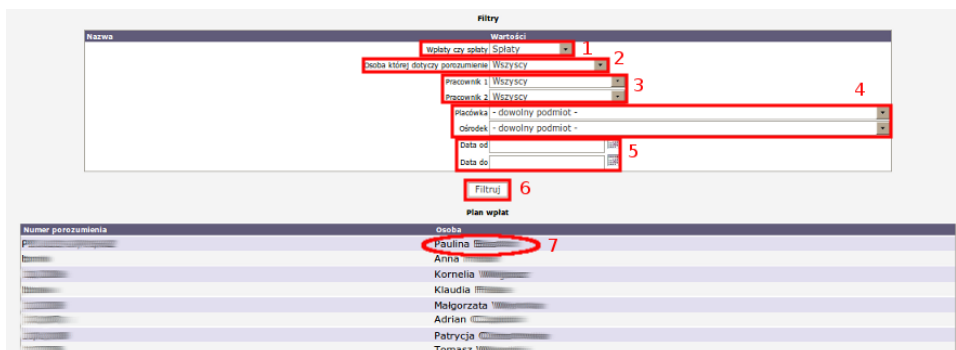 Filtry
Nazwa Wartości
Wpłaty czy spłaty Spłaty 1
Osoba której dotyczy porozumienie Wszyscy 2
Pracownik 1 Wszyscy 3
Pracownik 2 Wszyscy
4
Placówka - dowolny podmiot -
Ośrodek - dowolny podmiot -
Data od 5
Data do
Filtruj 6
Plan wpłat
Numer porozumienia Osoba
P Paulina 7
Anna
Kornelia
Klaudia
Małgorzata
Adrian
Patrycja
Tomasz